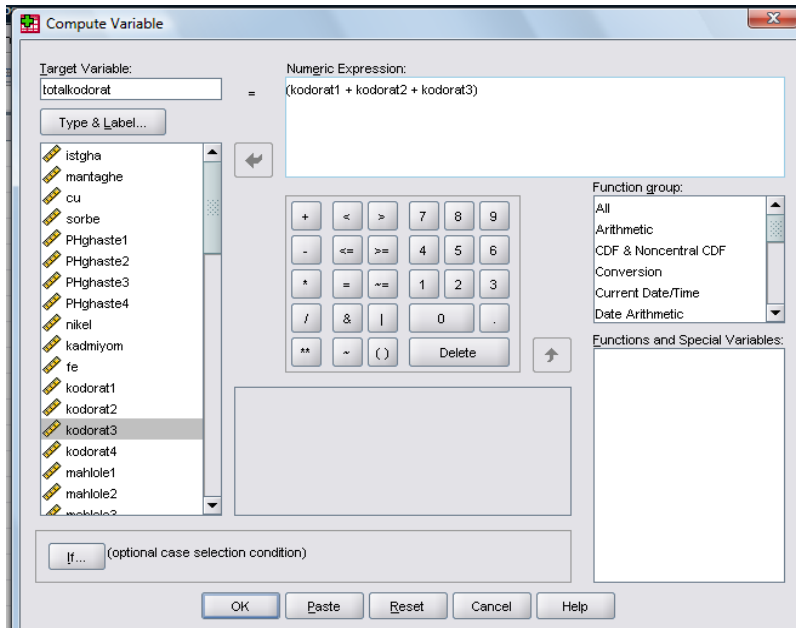 Compute Variable
Target Variable:
totalkodorat
=
Numeric Expression:
(kodorat1 + kodorat2 + kodorat3)
Type & Label...
istgha
mantaghe
cu
sorbe
PHghaste1
PHghaste2
PHghaste3
PHghaste4
nikel
kadmiyom
fe
kodorat1
kodorat2
kodorat3
kodorat4
mahlole1
mahlole2
mahlole3
+ < > 7 8 9
- <= >= 4 5 6
* = ~= 1 2 3
/ & | 0 .
** ~ ( ) Delete
Function group:
All
Arithmetic
CDF & Noncentral CDF
Conversion
Current Date/Time
Date Arithmetic
Functions and Special Variables:
If... (optional case selection condition)
OK Paste Reset Cancel Help